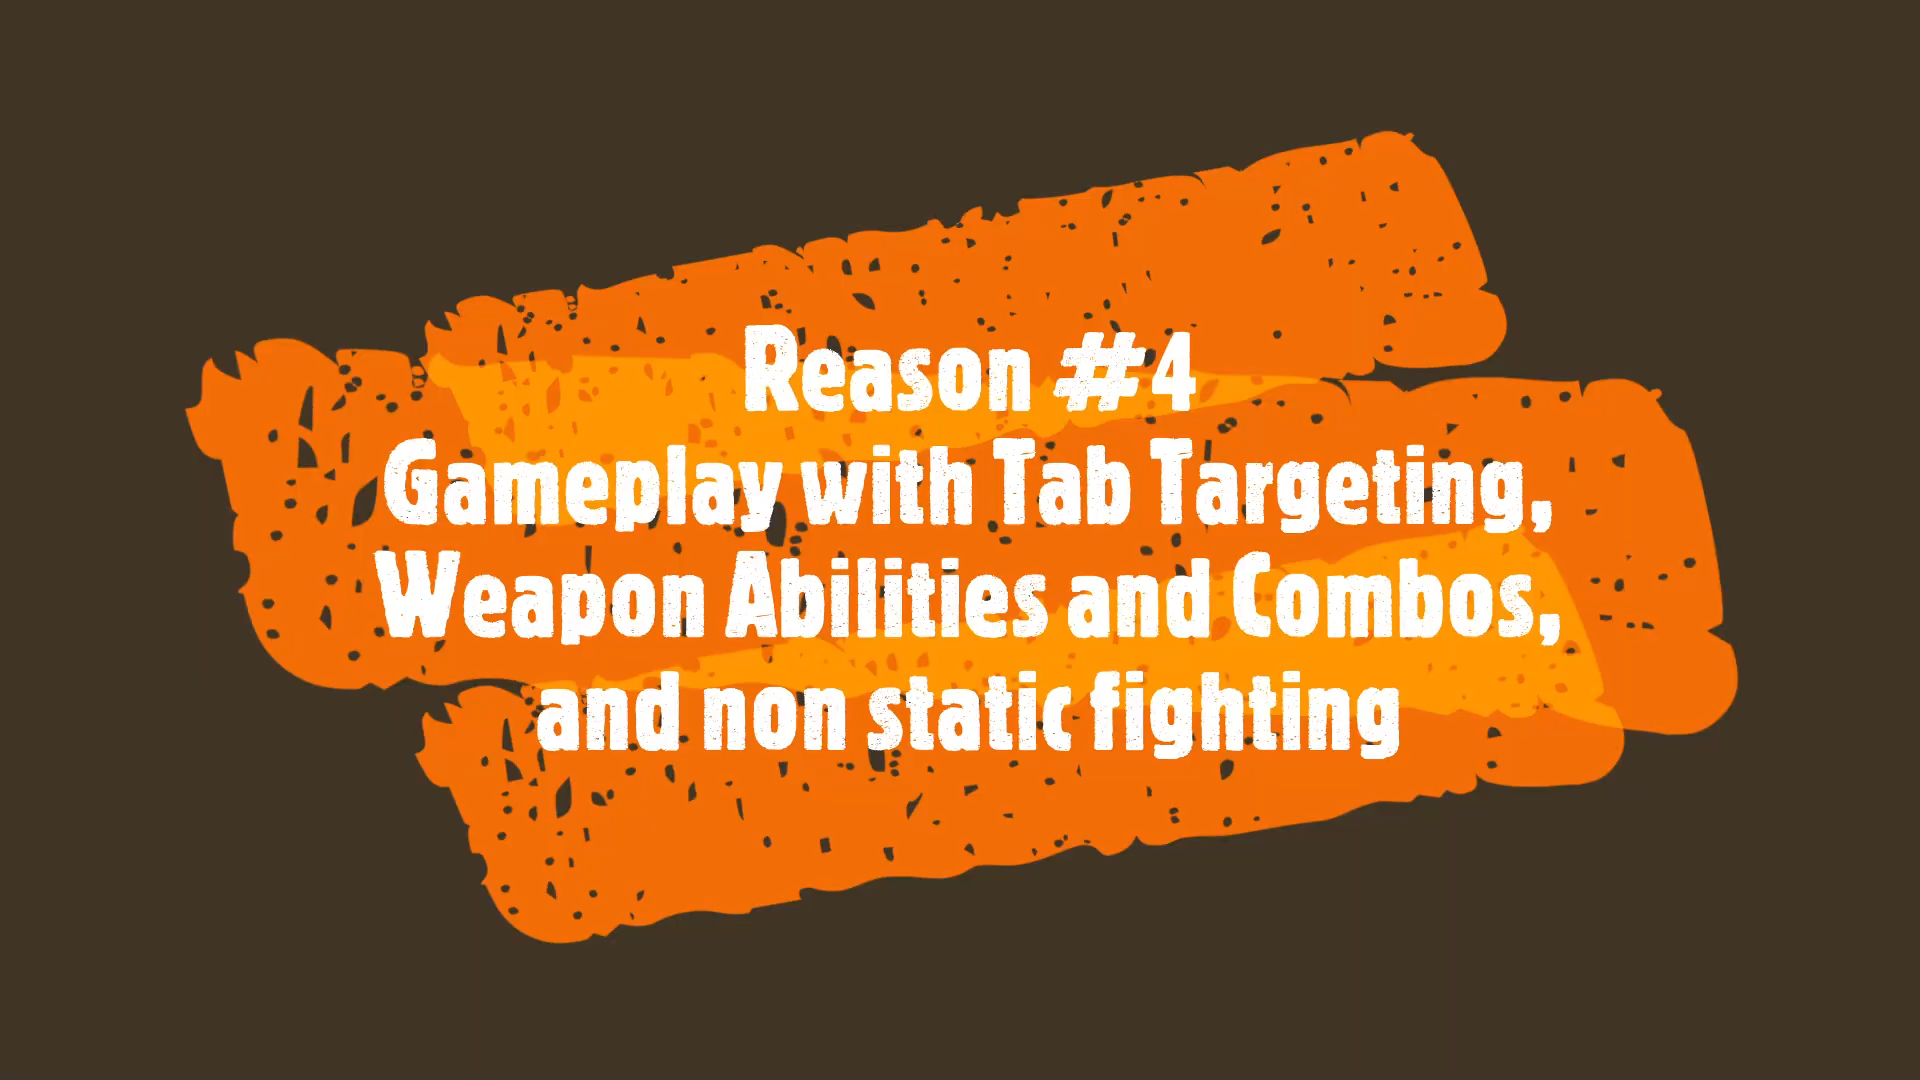 Reason #4
Gameplay with Tab Targeting,
Weapon Abilities and Combos,
and non static fighting